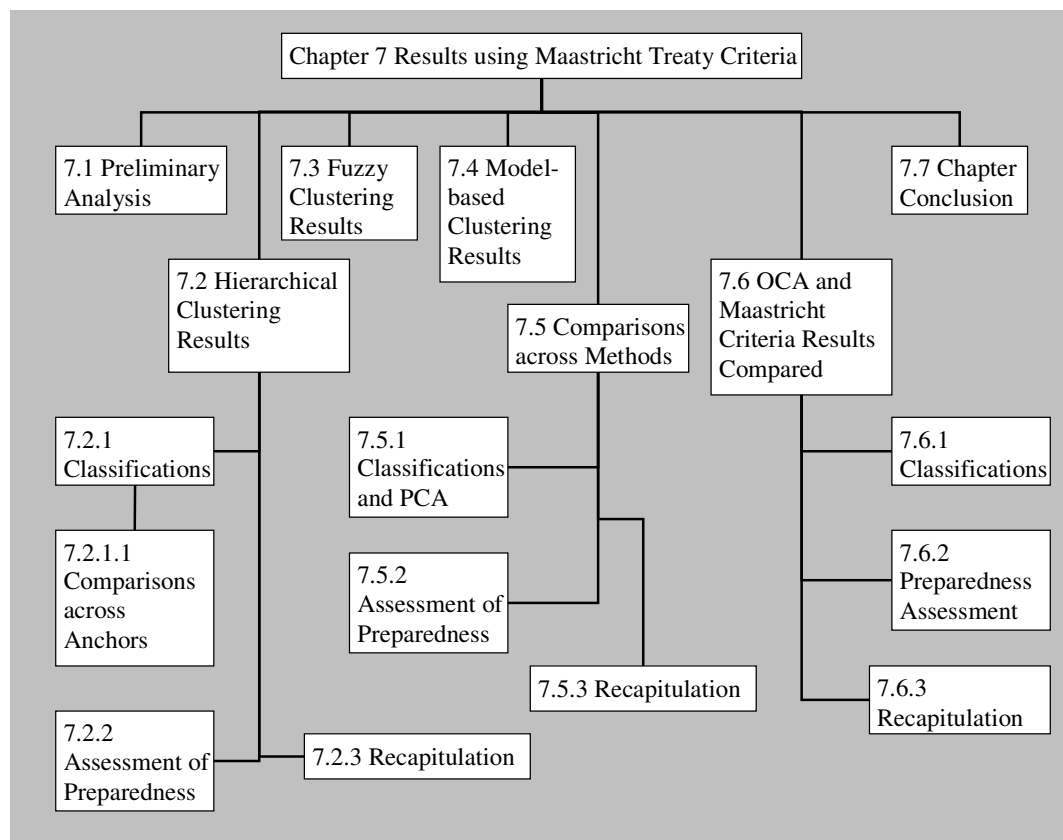 Chapter 7 Results using Maastricht Treaty Criteria
7.1 Preliminary
Analysis
7.3 Fuzzy
Clustering
Results
7.4 Model-
based
Clustering
Results
7.7 Chapter
Conclusion
7.2 Hierarchical
Clustering
Results
7.5 Comparisons
across Methods
7.6 OCA and
Maastricht
Criteria Results
Compared
7.2.1
Classifications
7.2.1.1
Comparisons
across
Anchors
7.2.2
Assessment of
Preparedness
7.2.3 Recapitulation
7.5.1
Classifications
and PCA
7.5.2
Assessment of
Preparedness
7.5.3 Recapitulation
7.6.1
Classifications
7.6.2
Preparedness
Assessment
7.6.3
Recapitulation